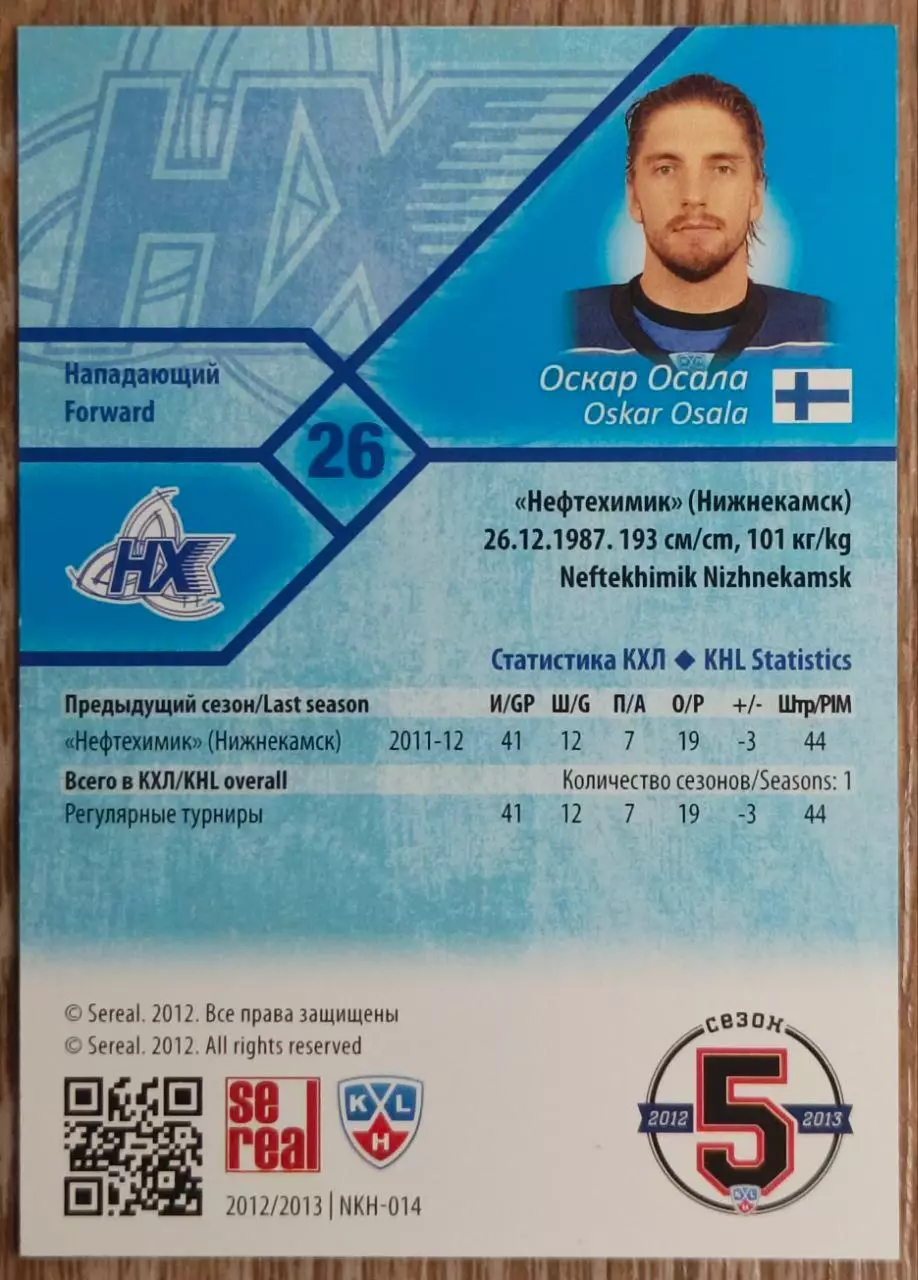 НХ
Нападающий
Forward
26
Оскар Осала
Oskar Osala
НХ
«Нефтехимик» (Нижнекамск)
26.12.1987. 193 см/cm, 101 кг/kg
Neftekhimik Nizhnekamsk
Статистика КХЛ ◆ KHL Statistics
Предыдущий сезон/Last season И/GP Ш/G П/A О/P +/- Штр/PIM
«Нефтехимик» (Нижнекамск) 2011-12 41 12 7 19 -3 44
Всего в КХЛ/KHL overall Количество сезонов/Seasons: 1
Регулярные турниры 41 12 7 19 -3 44
© Sereal. 2012. Все права защищены
© Sereal. 2012. All rights reserved
se
real
KXL
Н
2012/2013 | NKH-014
сезон
2012 5 2013